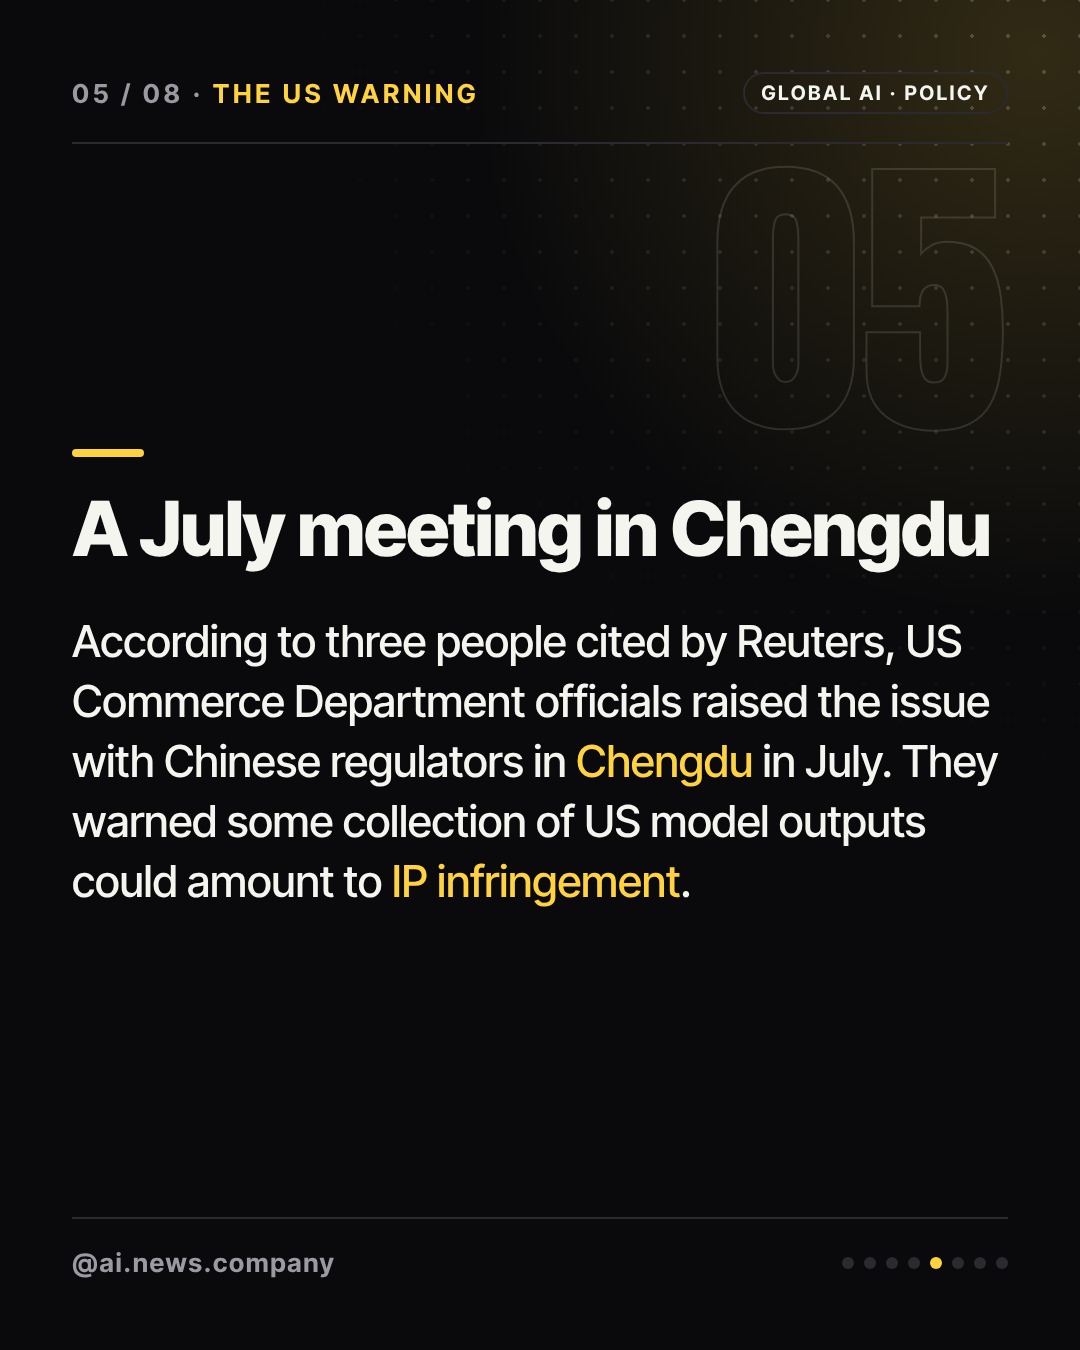 05 / 08 · THE US WARNING
GLOBAL AI · POLICY
05
A July meeting in Chengdu
According to three people cited by Reuters, US
Commerce Department officials raised the issue
with Chinese regulators in Chengdu in July. They
warned some collection of US model outputs
could amount to IP infringement.
@ai.news.company